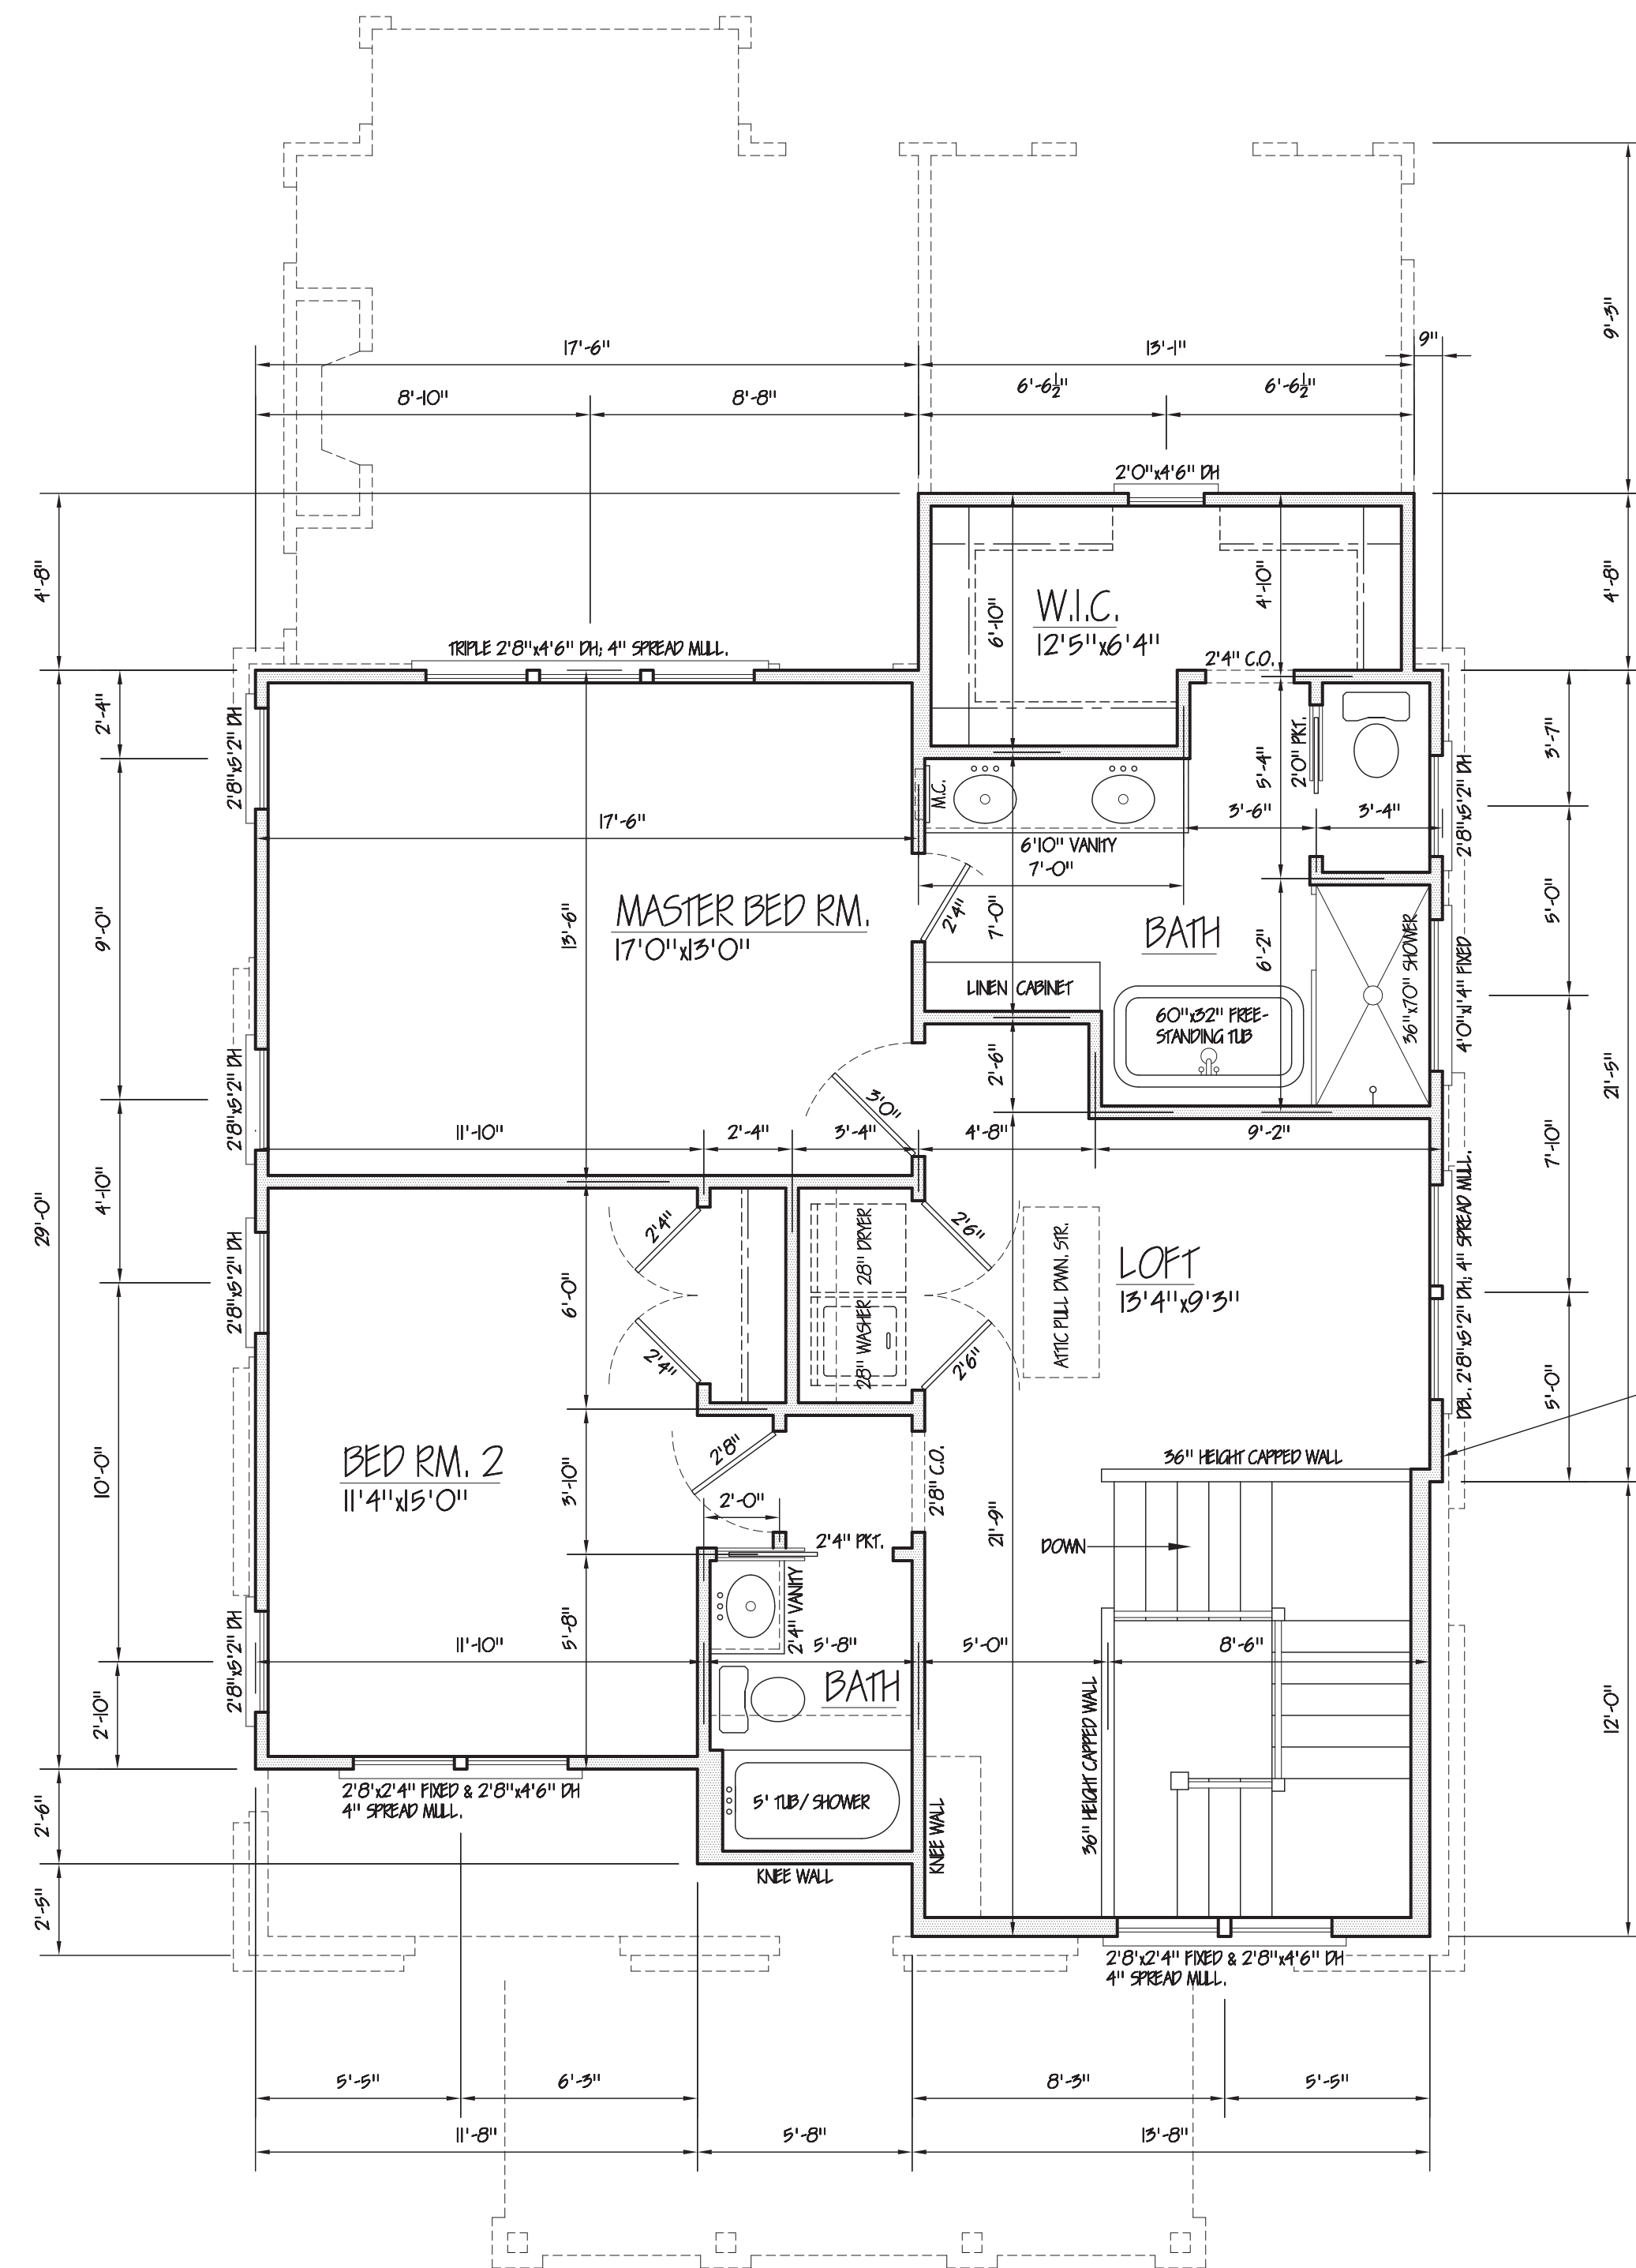 9'-3"
17'-6"
13'-1"
9"
8'-10"
8'-8"
6'-6½"
6'-6½"
2'0"x4'6" DH
4'-8"
4'-8"
W.I.C.
12'5"x6'4"
6'-10"
4'-10"
2'4" C.O.
TRIPLE 2'8"x4'6" DH; 4" SPREAD MULL.
2'-4"
2'8"x5'2" DH
M.C.
2'0" PKT.
5'-4"
3'-7"
2'8"x5'2" DH
3'-6"
3'-4"
17'-6"
6'10" VANITY
7'-0"
9'-0"
13'-6"
MASTER BED RM.
17'0"x13'0"
2'4"
7'-0"
BATH
6'-2"
36"x70" SHOWER
4'0"x1'4" FIXED
5'-0"
LINEN CABINET
60"x32" FREE-
STANDING TUB
2'-6"
21'-5"
2'8"x5'2" DH
3'0"
11'-10"
2'-4"
3'-4"
4'-8"
9'-2"
7'-10"
29'-0"
4'-10"
2'8"x5'2" DH
2'4"
2'4"
6'-0"
28" DRYER
28" WASHER
2'6"
2'6"
ATTIC PULL DWN. STR.
LOFT
13'4"x9'3"
DBL. 2'8"x5'2" DH; 4" SPREAD MULL.
5'-0"
10'-0"
BED RM. 2
11'4"x15'0"
3'-10"
2'8"
2'-0"
2'8" C.O.
2'4" PKT.
21'-9"
36" HEIGHT CAPPED WALL
DOWN
2'8"x5'2" DH
11'-10"
5'-8"
2'4" VANITY
5'-8"
5'-0"
8'-6"
BATH
36" HEIGHT CAPPED WALL
12'-0"
2'-10"
2'8'x2'4" FIXED & 2'8"x4'6" DH
4" SPREAD MULL.
5' TUB/SHOWER
KNEE WALL
KNEE WALL
2'-6"
2'-5"
2'8'x2'4" FIXED & 2'8"x4'6" DH
4" SPREAD MULL.
5'-5"
6'-3"
8'-3"
5'-5"
11'-8"
5'-8"
13'-8"